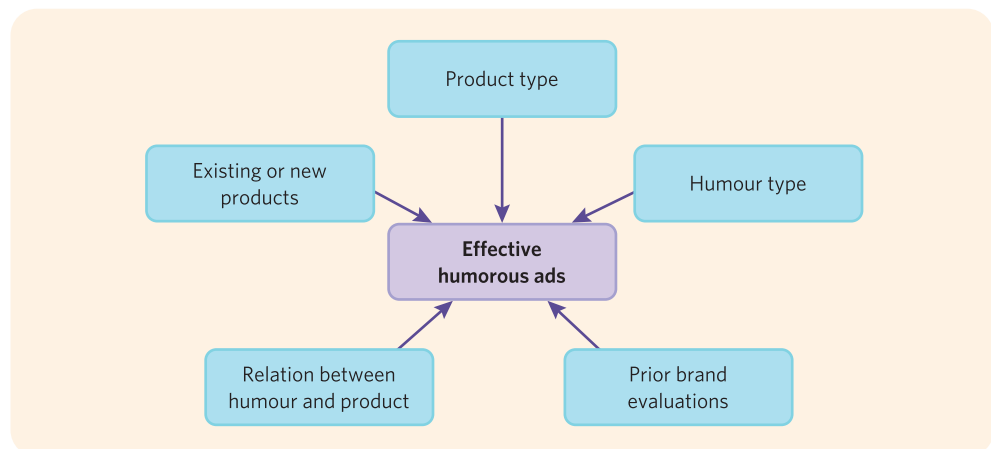 Product type
Existing or new
products
Humour type
Effective
humorous ads
Relation between
humour and product
Prior brand
evaluations